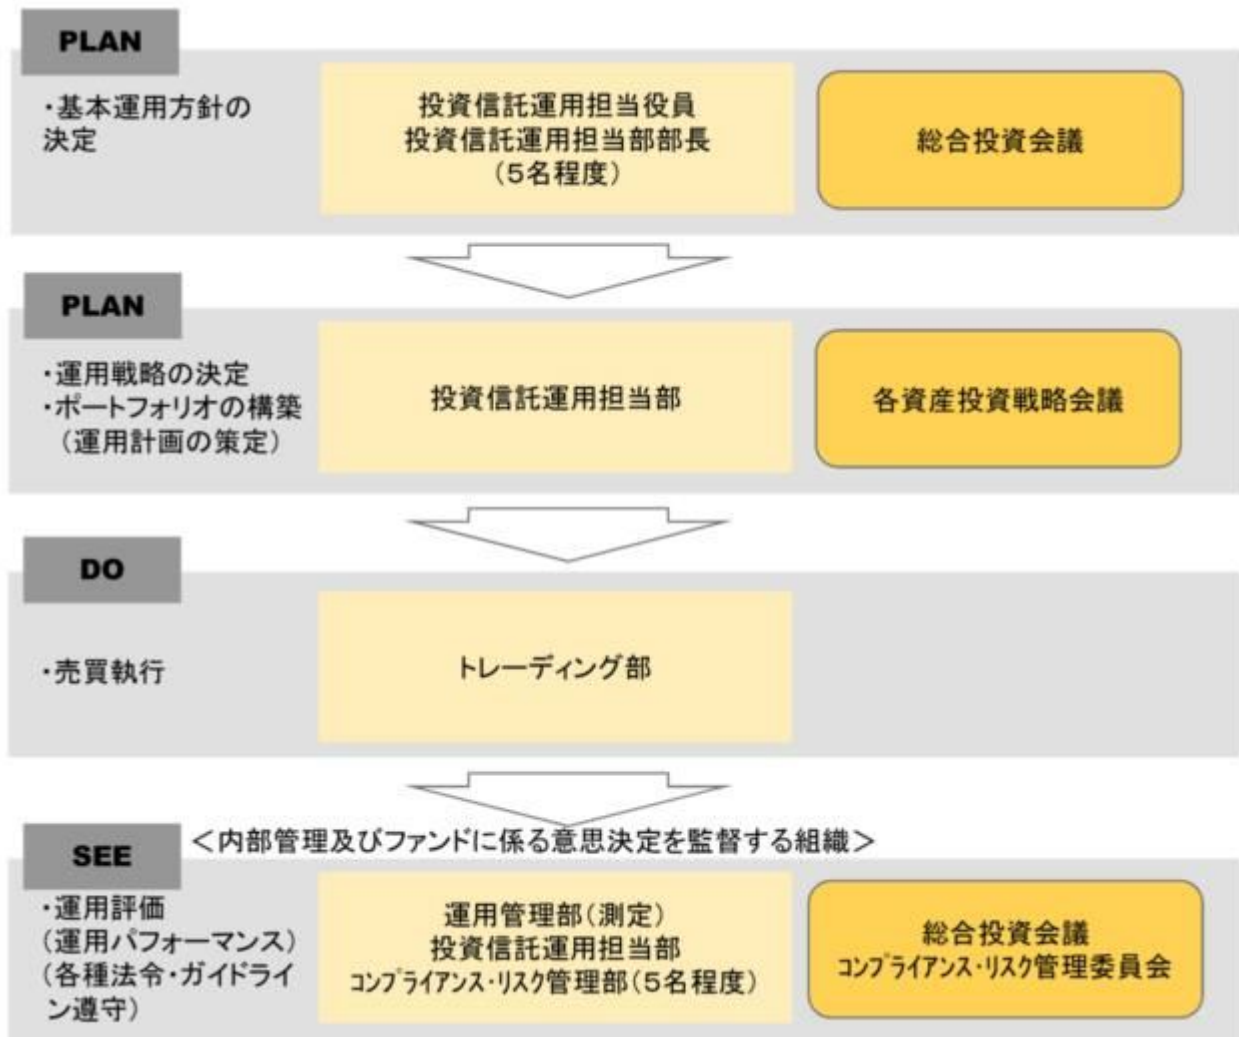 PLAN
・基本運用方針の
決定
投資信託運用担当役員
投資信託運用担当部部長
(5名程度)
総合投資会議
PLAN
・運用戦略の決定
・ポートフォリオの構築
(運用計画の策定)
投資信託運用担当部
各資産投資戦略会議
DO
・売買執行
トレーディング部
SEE
＜内部管理及びファンドに係る意思決定を監督する組織＞
・運用評価
(運用パフォーマンス)
(各種法令・ガイドライ
ン遵守)
運用管理部(測定)
投資信託運用担当部
コンプライアンス・リスク管理部(5名程度)
総合投資会議
コンプライアンス・リスク管理委員会